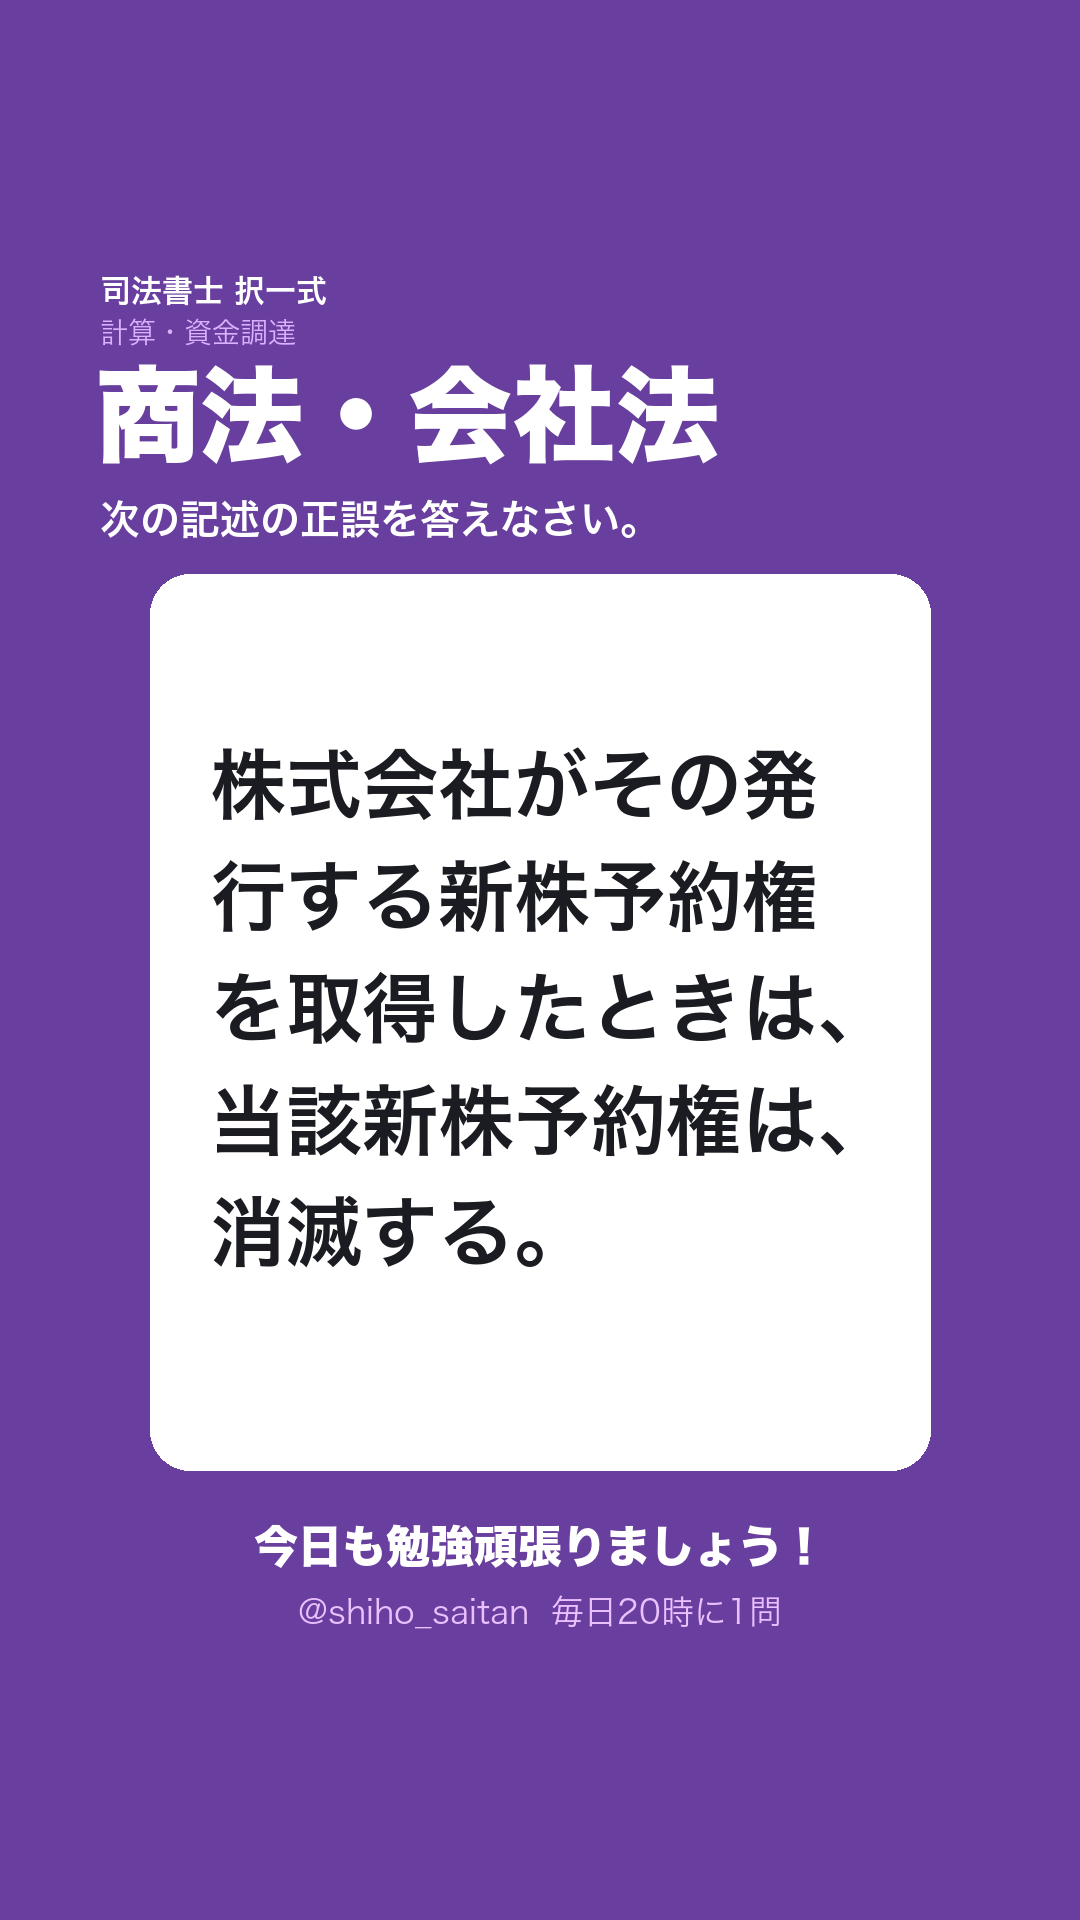 司法書士 択一式
計算・資金調達
商法・会社法
次の記述の正誤を答えなさい。
株式会社がその発
行する新株予約権
を取得したときは、
当該新株予約権は、
消滅する。
今日も勉強頑張りましょう！
@shiho_saitan 毎日20時に1問